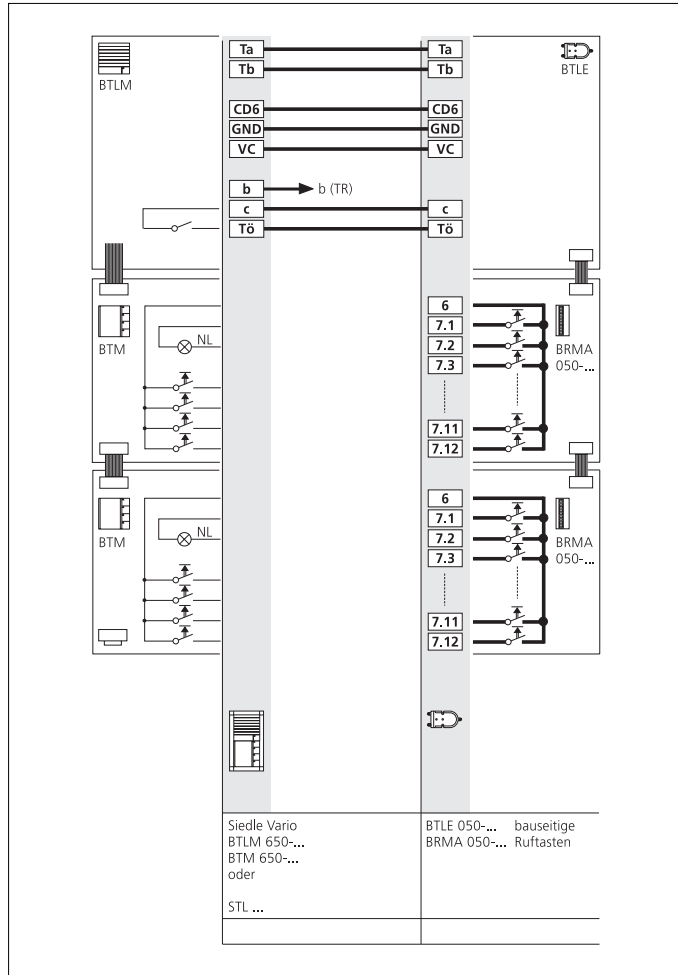 Ta Ta
BTLM Tb Tb BTLE
CD6 CD6
GND GND
VC VC
b b (TR)
c c
Tö Tö
6
7.1
NL
7.2
BTM BRMA
050-...
7.3
7.11
7.12
6
7.1
NL
7.2
BTM BRMA
050-...
7.3
7.11
7.12
Siedle Vario
BTLM 650-...
BTM 650-...
oder
STL ...
BTLE 050-... bauseitige
BRMA 050-... Ruftasten